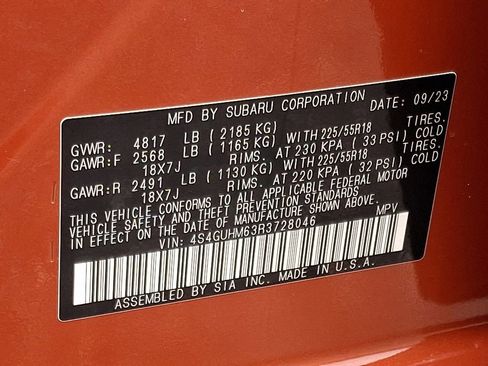 MFD BY SUBARU CORPORATION DATE: 09/23
GVWR: 4817 LB (2185 KG)
GAWR:F 2568 LB (1165 KG) WITH 225/55R18 TIRES.
18X7J RIMS. AT 230 KPA (33 PSI) COLD
GAWR:R 2491 LB (1130 KG) WITH 225/55R18 TIRES.
18X7J RIMS. AT 220 KPA (32 PSI) COLD
THIS VEHICLE CONFORMS TO ALL APPLICABLE FEDERAL MOTOR
VEHICLE SAFETY AND BUMPER STANDARDS
IN EFFECT ON THE DATE OF MANUFACTURE SHOWN ABOVE.
VIN: 4S4GUHM63R3728046 MPV
ASSEMBLED BY SIA INC. MADE IN U.S.A.